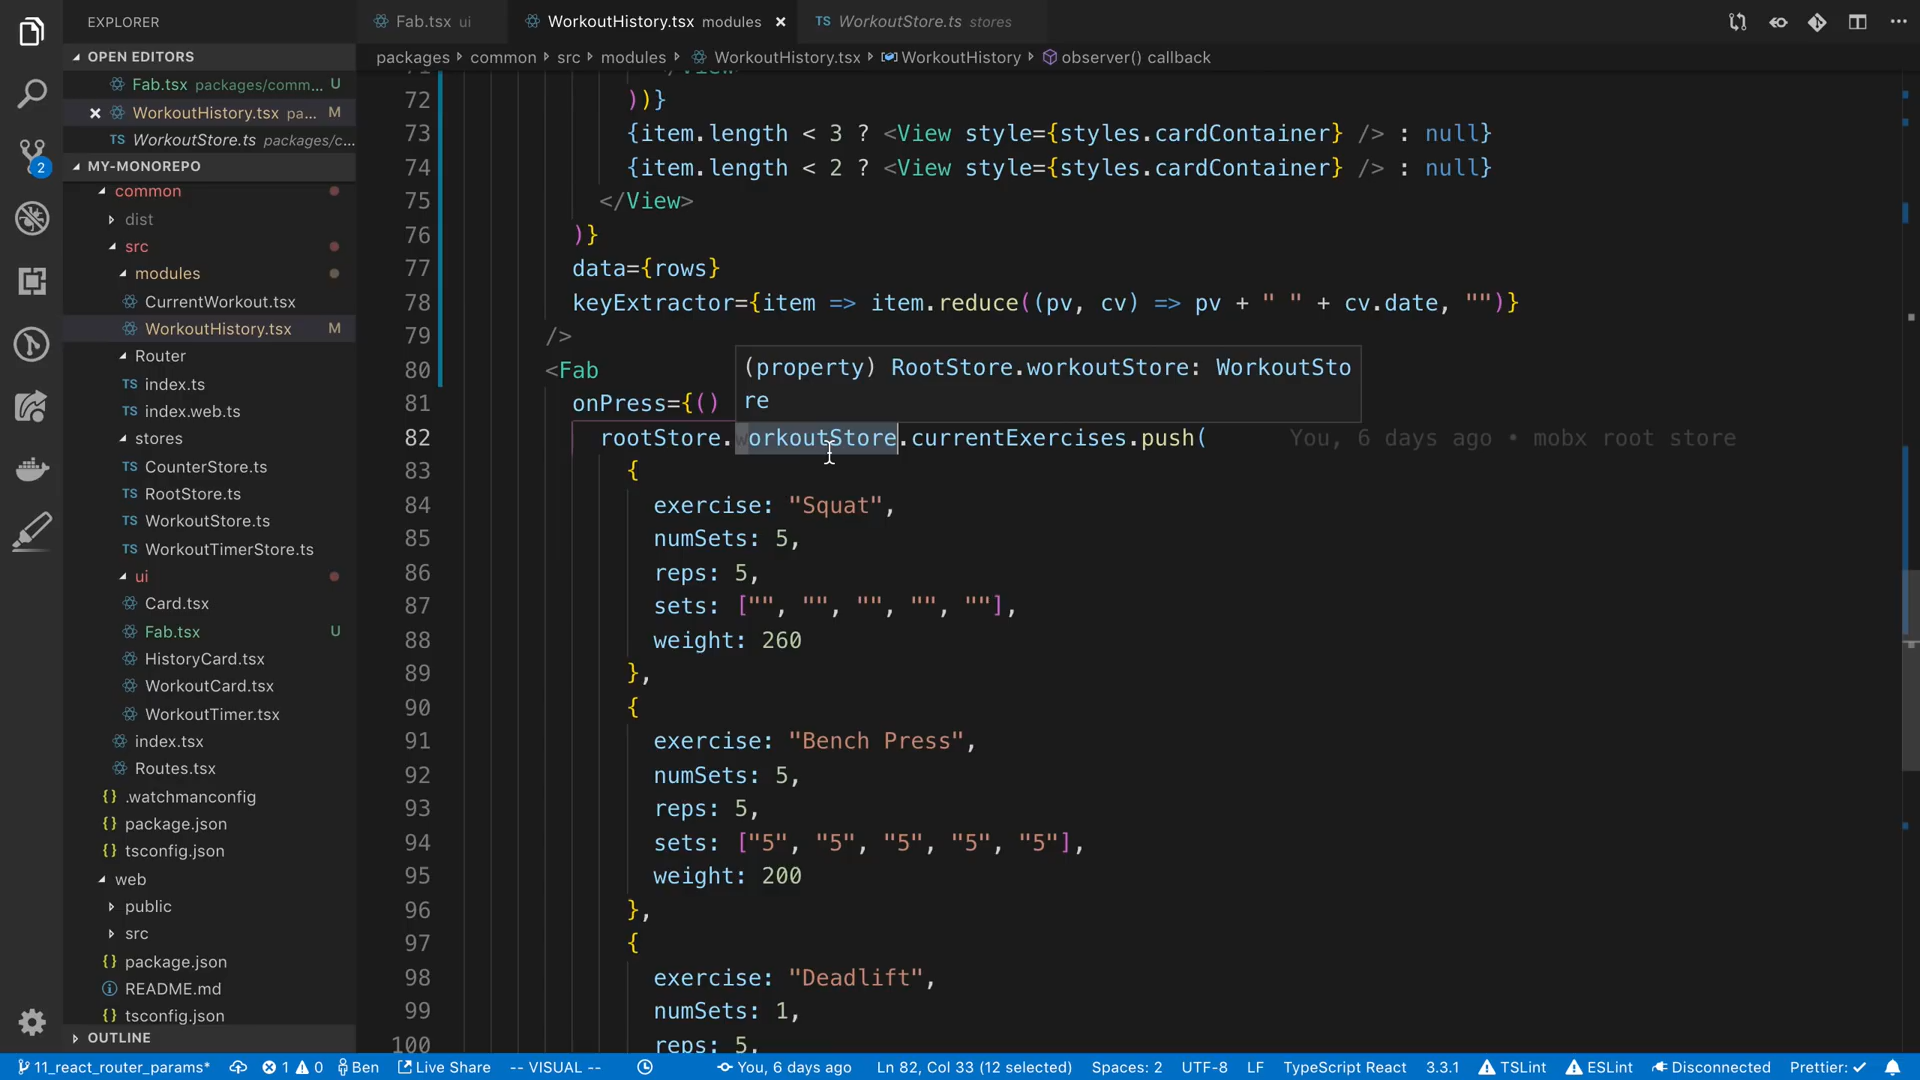 EXPLORER
OPEN EDITORS
Fab.tsx packages/comm... U
WorkoutHistory.tsx pa... M
WorkoutStore.ts packages/c...
MY-MONOREPO
common
dist
src
modules
CurrentWorkout.tsx
WorkoutHistory.tsx M
Router
index.ts
index.web.ts
stores
CounterStore.ts
RootStore.ts
WorkoutStore.ts
WorkoutTimerStore.ts
ui
Card.tsx
Fab.tsx U
HistoryCard.tsx
WorkoutCard.tsx
WorkoutTimer.tsx
index.tsx
Routes.tsx
.watchmanconfig
package.json
tsconfig.json
web
public
src
package.json
README.md
tsconfig.json
OUTLINE
2
Fab.tsx ui
WorkoutHistory.tsx modules
WorkoutStore.ts stores
packages › common › src › modules › WorkoutHistory.tsx › WorkoutHistory › observer() callback
72 ))}
73 {item.length < 3 ? <View style={styles.cardContainer} /> : null}
74 {item.length < 2 ? <View style={styles.cardContainer} /> : null}
75 </View>
76 )}
77 data={rows}
78 keyExtractor={item => item.reduce((pv, cv) => pv + " " + cv.date, "")}
79 />
80 <Fab
(property) RootStore.workoutStore: WorkoutSto
re
81 onPress={()
82 rootStore.workoutStore.currentExercises.push( You, 6 days ago • mobx root store
83 {
84 exercise: "Squat",
85 numSets: 5,
86 reps: 5,
87 sets: ["", "", "", "", ""],
88 weight: 260
89 },
90 {
91 exercise: "Bench Press",
92 numSets: 5,
93 reps: 5,
94 sets: ["5", "5", "5", "5", "5"],
95 weight: 200
96 },
97 {
98 exercise: "Deadlift",
99 numSets: 1,
100 reps: 5,
11_react_router_params* 1 0 Ben Live Share -- VISUAL -- You, 6 days ago Ln 82, Col 33 (12 selected) Spaces: 2 UTF-8 LF TypeScript React 3.3.1 TSLint ESLint Disconnected Prettier: ✓